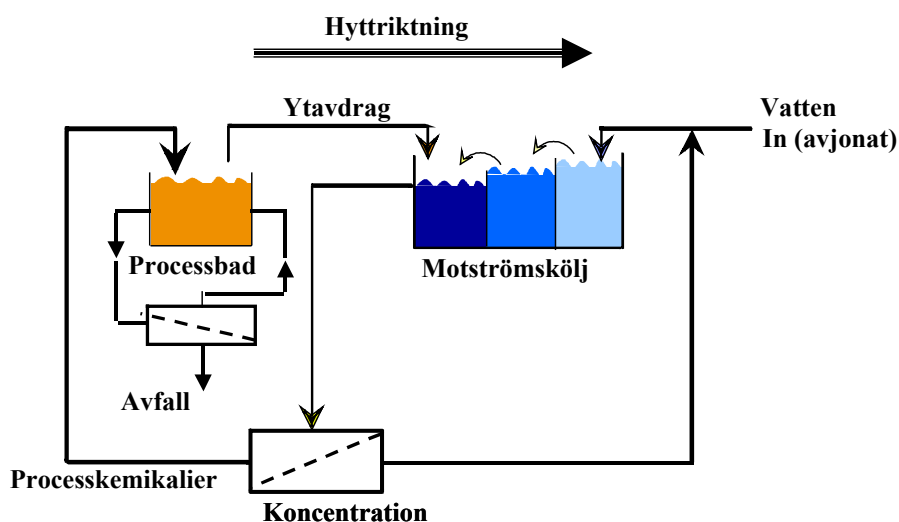 Hyttriktning
Ytavdrag
Vatten
In (avjonat)
Processbad
Motströmskölj
Avfall
Processkemikalier
Koncentration